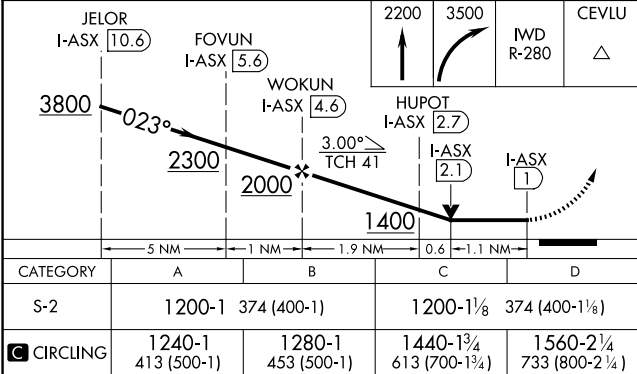 JELOR
I-ASX 10.6
FOVUN
I-ASX 5.6
WOKUN
I-ASX 4.6
HUPOT
I-ASX 2.7
I-ASX
2.1
I-ASX
1
2200
3500
IWD
R-280
CEVLU
3800
023°
2300
2000
3.00°
TCH 41
1400
5 NM
1 NM
1.9 NM
0.6
1.1 NM
CATEGORY A B C D
S-2 1200-1 374 (400-1) 1200-1⅛ 374 (400-1⅛)
C CIRCLING 1240-1 1280-1 1440-1¾ 1560-2¼
413 (500-1) 453 (500-1) 613 (700-1¾) 733 (800-2¼)